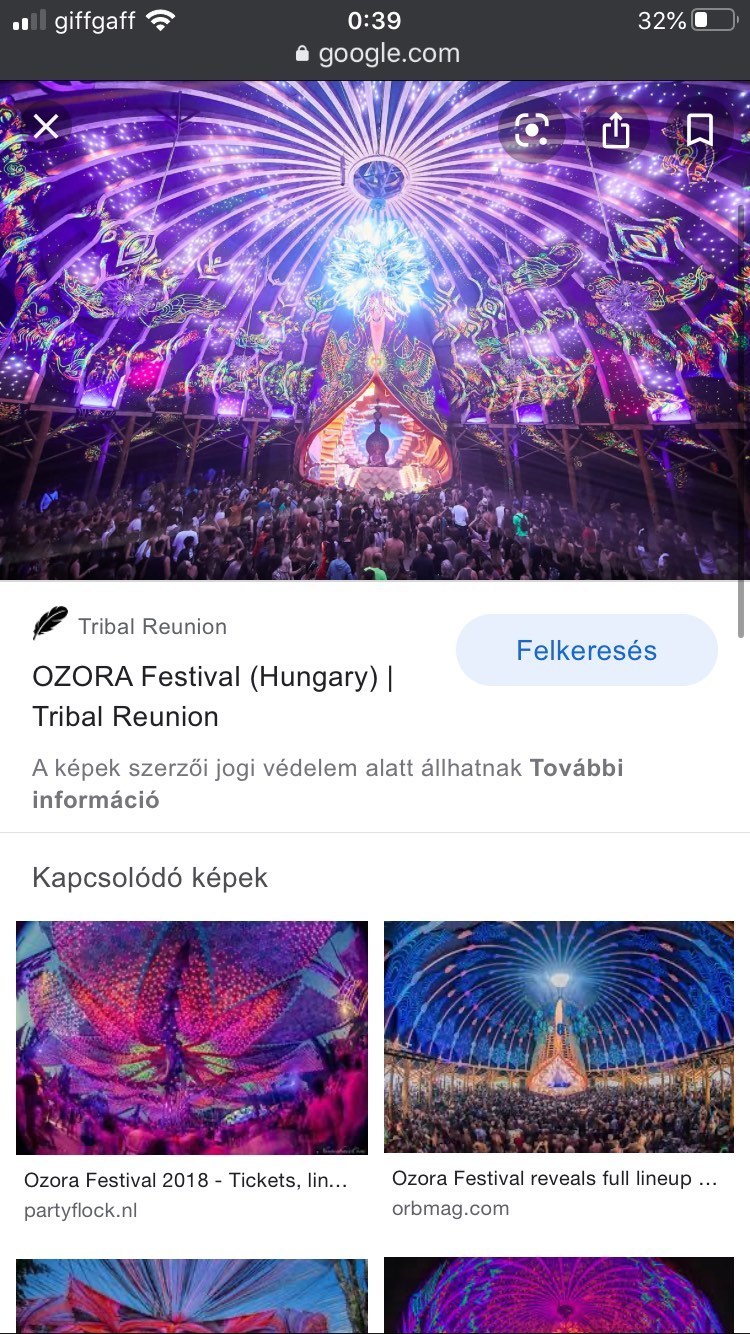 giffgaff
0:39
32%
google.com
Tribal Reunion
OZORA Festival (Hungary) |
Tribal Reunion
Felkeresés
A képek szerzői jogi védelem alatt állhatnak További
információ
Kapcsolódó képek
Ozora Festival 2018 - Tickets, lin...
partyflock.nl
Ozora Festival reveals full lineup ...
orbmag.com